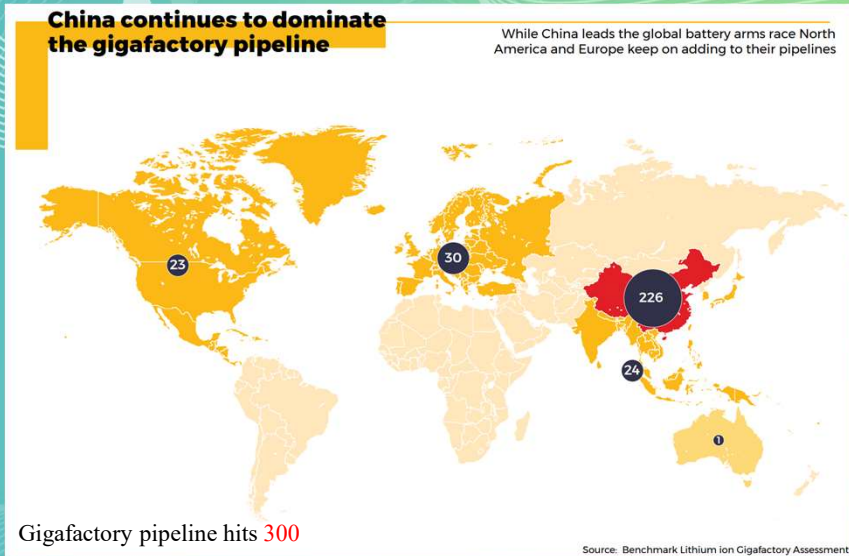 China continues to dominate
the gigafactory pipeline
While China leads the global battery arms race North
America and Europe keep on adding to their pipelines
23
30
226
24
1
Gigafactory pipeline hits 300
Source: Benchmark Lithium ion Gigafactory Assessment